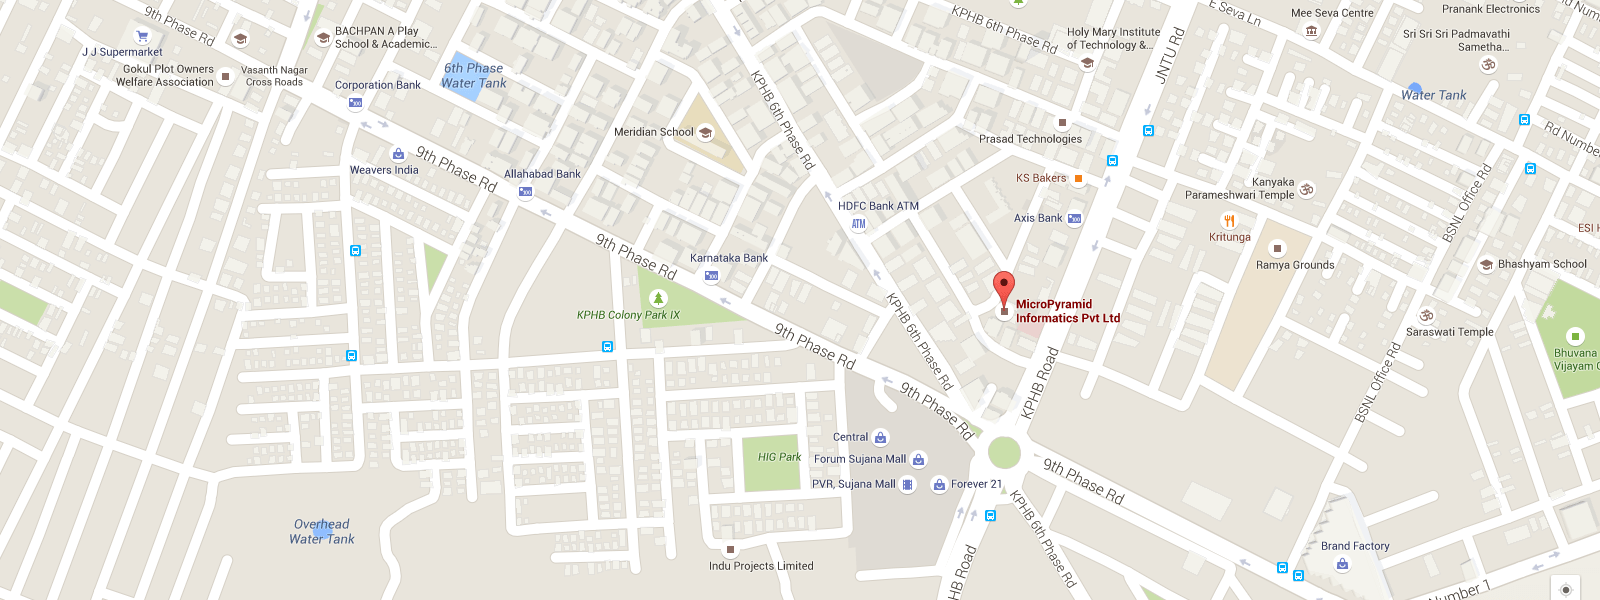 9th Phase Rd
BACHPAN A Play
School & Academic...
J J Supermarket
Gokul Plot Owners
Welfare Association
Vasanth Nagar
Cross Roads
Corporation Bank
6th Phase
Water Tank
KPHB 6th Phase Rd
Holy Mary Institute
of Technology &...
E Seva Ln
Mee Seva Centre
Pranank Electronics
Sri Sri Sri Padmavathi
Sametha...
JNTU Rd
Water Tank
Rd Number
KPHB 6th Phase Rd
Meridian School
Prasad Technologies
Weavers India
9th Phase Rd
Allahabad Bank
KS Bakers
Kanyaka
Parameshwari Temple
BSNL Office Rd
HDFC Bank ATM
ATM
Axis Bank
Kritunga
ESI H
9th Phase Rd
Karnataka Bank
Ramya Grounds
Bhashyam School
KPHB Colony Park IX
MicroPyramid
Informatics Pvt Ltd
Saraswati Temple
9th Phase Rd
KPHB 6th Phase Rd
KPHB Road
BSNL Office Rd
Bhuvana
Vijayam C
9th Phase Rd
Central
HIG Park
Forum Sujana Mall
PVR, Sujana Mall
Forever 21
9th Phase Rd
KPHB 6th Phase Rd
Overhead
Water Tank
Indu Projects Limited
HB Road
Brand Factory
Number 1